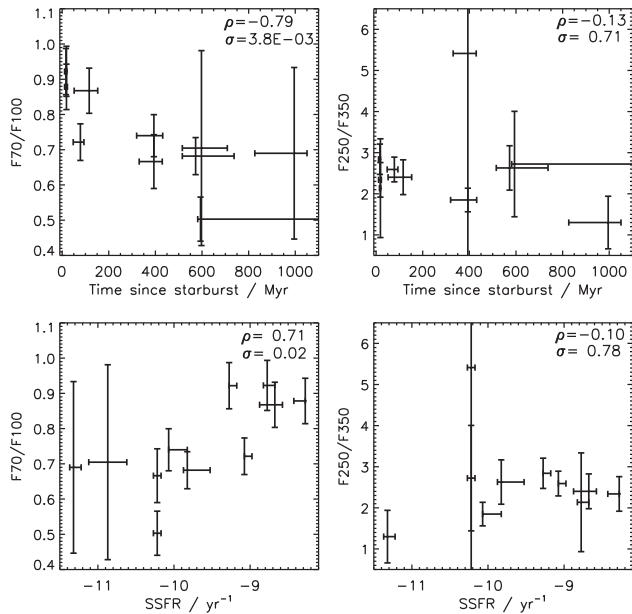 ρ=−0.79
σ=3.8E−03
F70/F100
1.0
0.9
0.8
0.7
0.6
0.5
0.4
0 200 400 600 800 1000
Time since starburst / Myr
ρ=−0.13
σ= 0.71
F250/F350
6
5
4
3
2
1
0 200 400 600 800 1000
Time since starburst / Myr
ρ= 0.71
σ= 0.02
F70/F100
1.0
0.9
0.8
0.7
0.6
0.5
0.4
−11 −10 −9
SSFR / yr⁻¹
ρ=−0.10
σ= 0.78
F250/F350
6
5
4
3
2
1
−11 −10 −9
SSFR / yr⁻¹